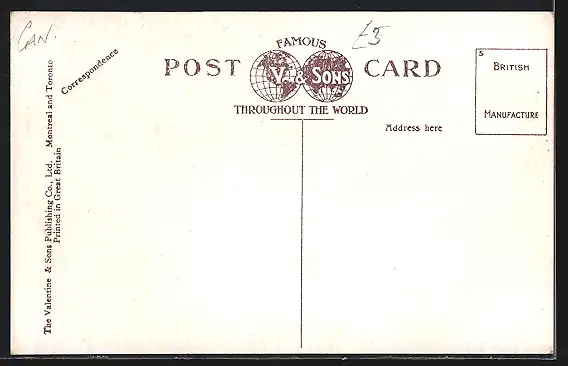 CAN.
£3
FAMOUS
POST V. & SONS CARD
THROUGHOUT THE WORLD
Correspondence
Address here
S
BRITISH
MANUFACTURE
The Valentine & Sons Publishing Co., Ltd. Montreal and Toronto
Printed in Great Britain